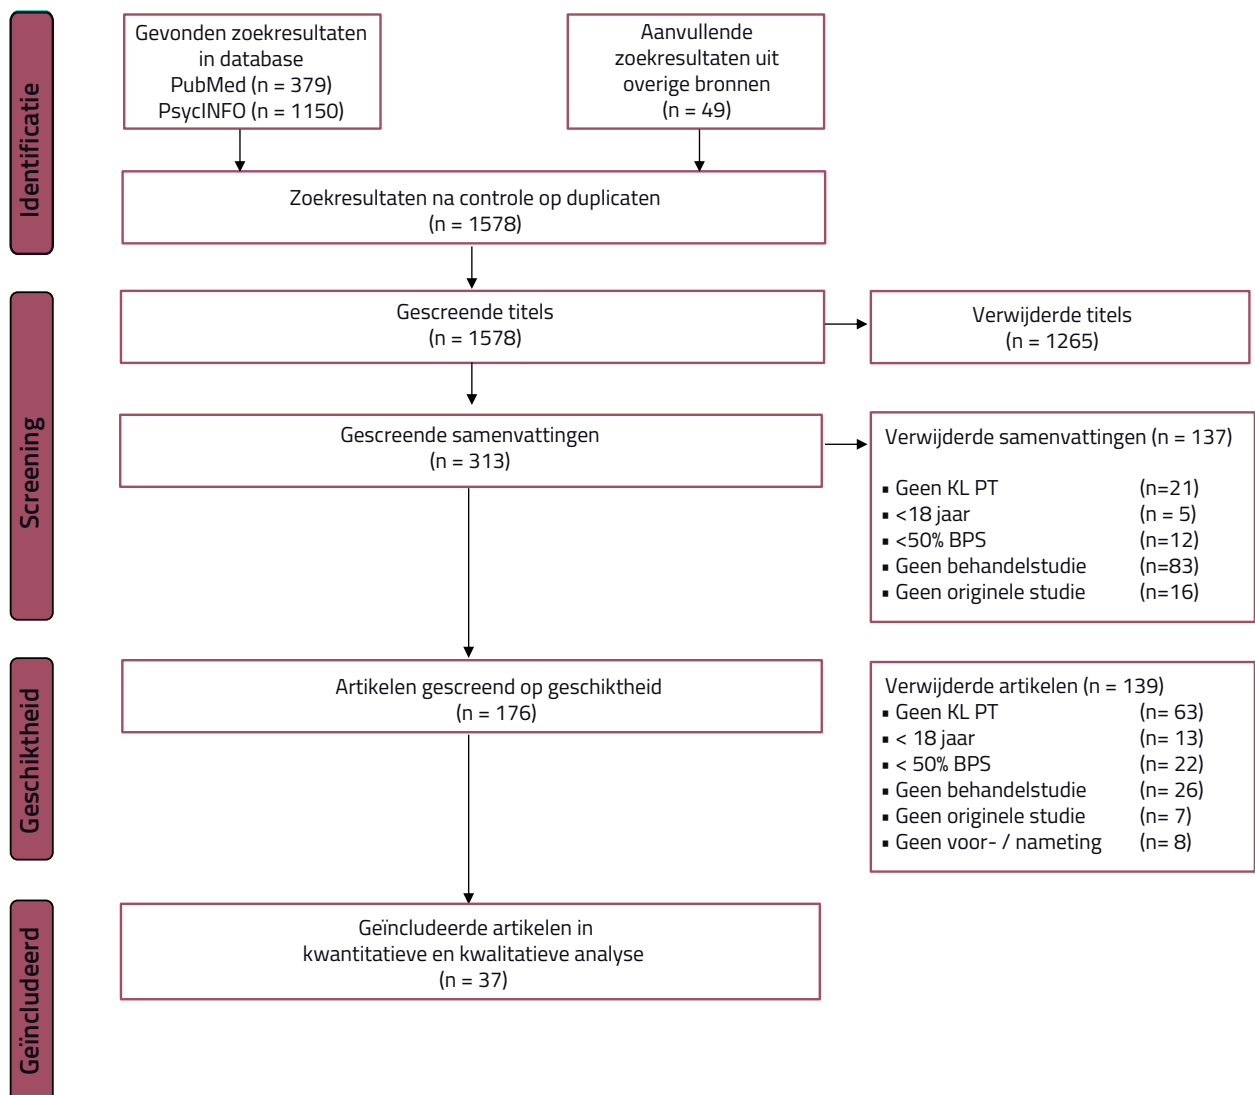 Identificatie
Gevonden zoekresultaten
in database
PubMed (n = 379)
PsycINFO (n = 1150)
Aanvullende
zoekresultaten uit
overige bronnen
(n = 49)
Zoekresultaten na controle op duplicaten
(n = 1578)
Screening
Gescreende titels
(n = 1578)
Verwijderde titels
(n = 1265)
Gescreende samenvattingen
(n = 313)
Verwijderde samenvattingen (n = 137)
▪ Geen KL PT (n=21)
▪ <18 jaar (n = 5)
▪ <50% BPS (n=12)
▪ Geen behandelstudie (n=83)
▪ Geen originele studie (n=16)
Geschiktheid
Artikelen gescreend op geschiktheid
(n = 176)
Verwijderde artikelen (n = 139)
▪ Geen KL PT (n= 63)
▪ < 18 jaar (n= 13)
▪ < 50% BPS (n= 22)
▪ Geen behandelstudie (n= 26)
▪ Geen originele studie (n= 7)
▪ Geen voor- / nameting (n= 8)
Geïncludeerd
Geïncludeerde artikelen in
kwantitatieve en kwalitatieve analyse
(n = 37)